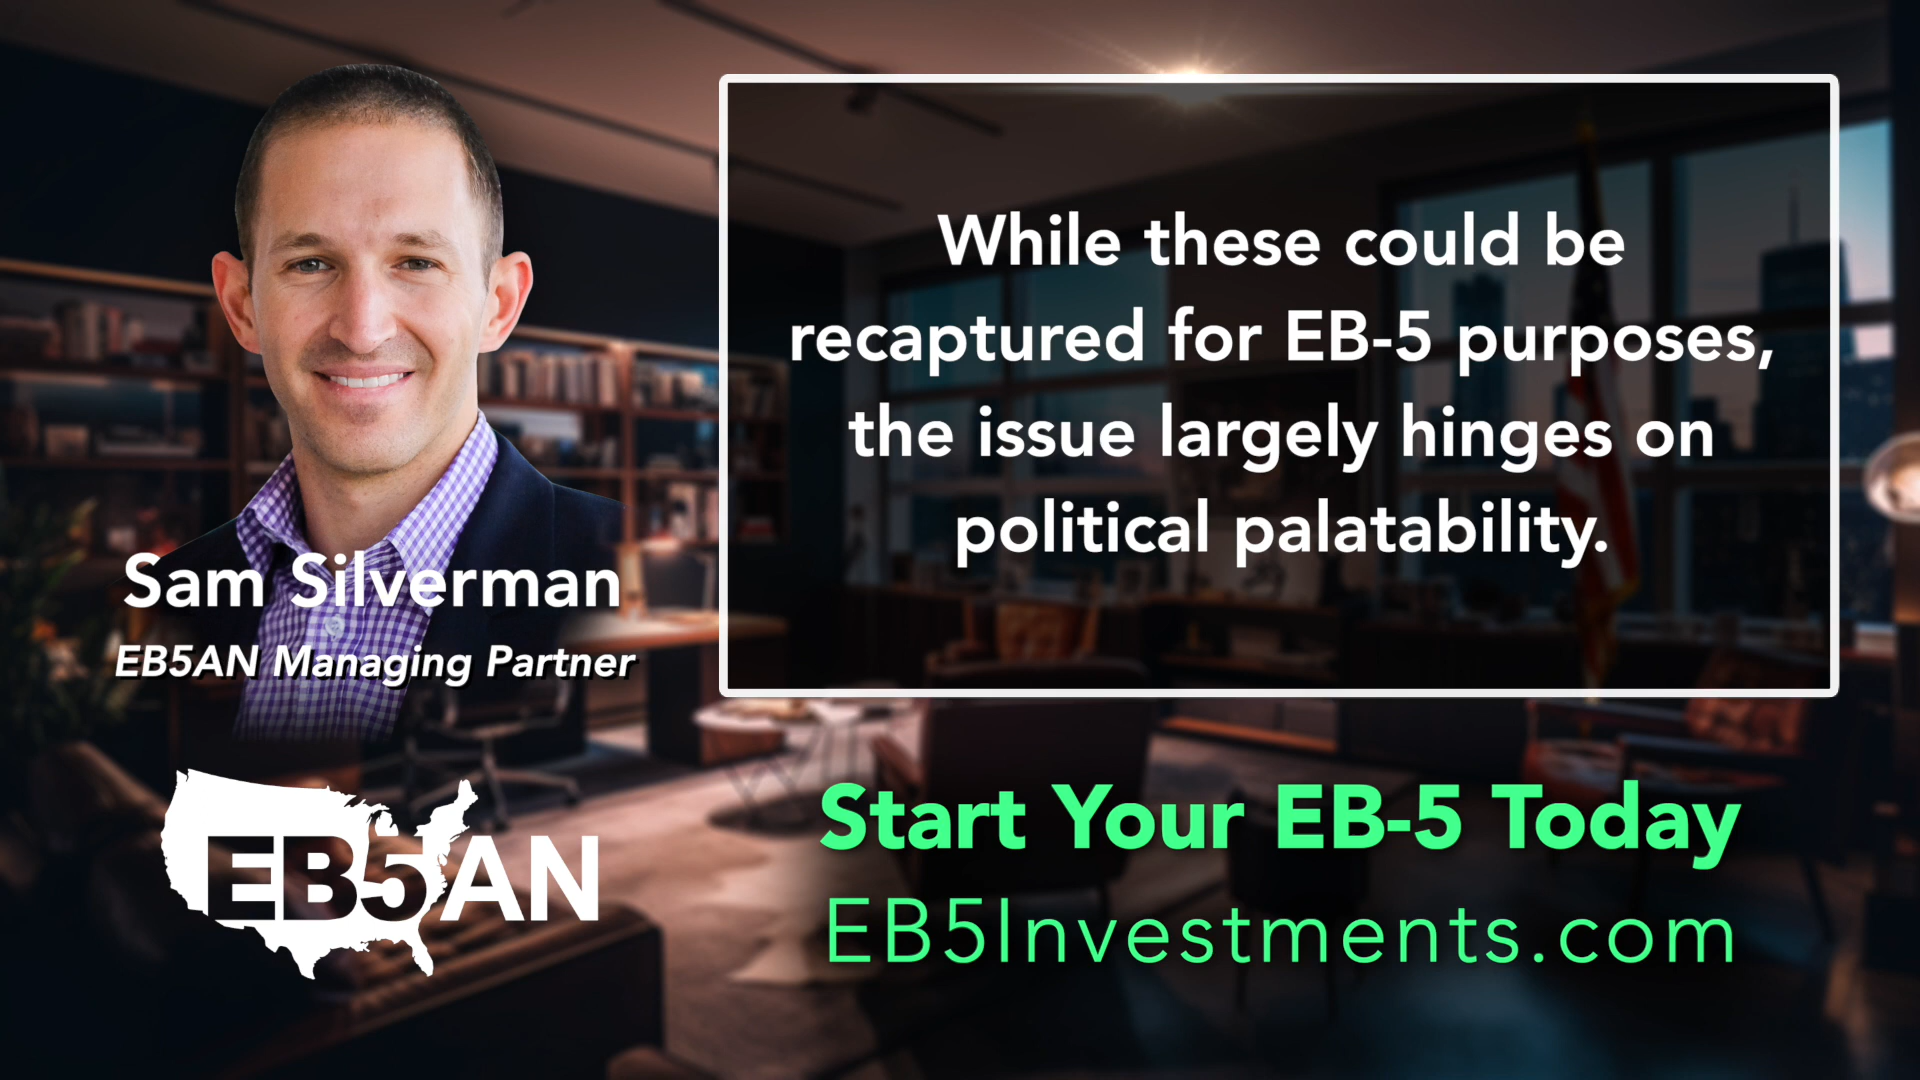 While these could be
recaptured for EB-5 purposes,
the issue largely hinges on
political palatability.
Sam Silverman
EB5AN Managing Partner
EB5AN
Start Your EB-5 Today
EB5Investments.com